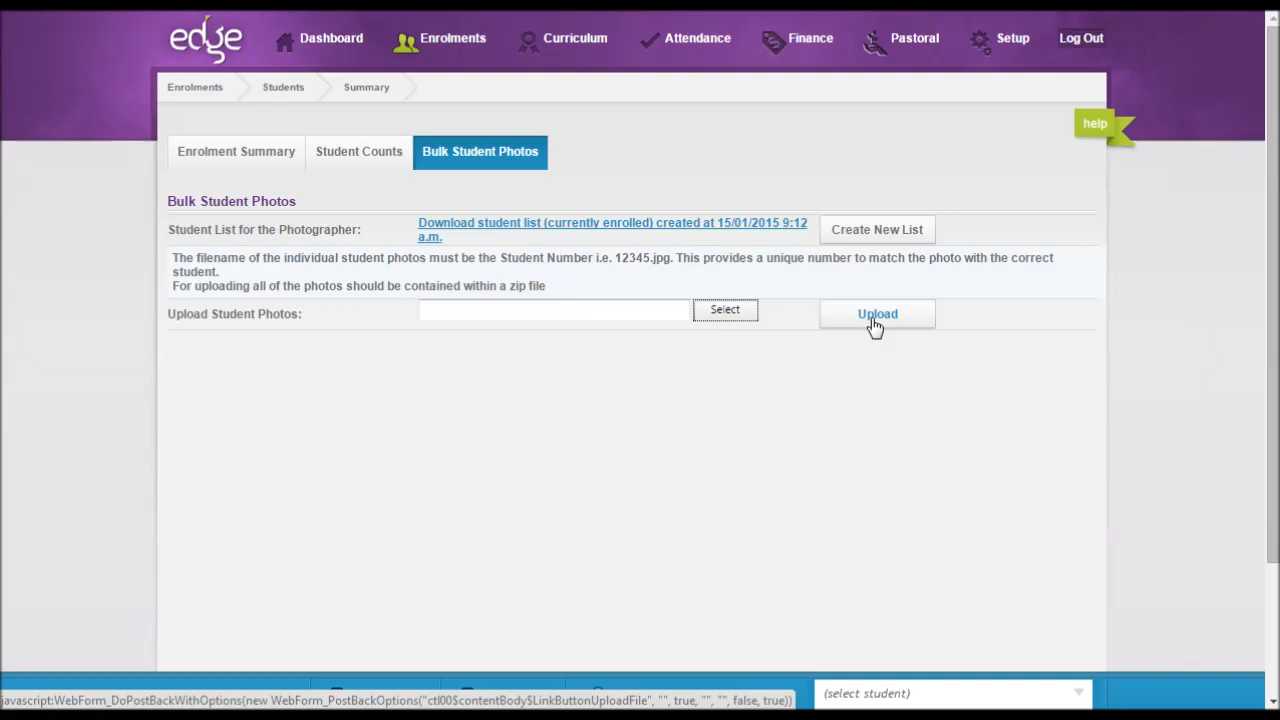 edge
Dashboard
Enrolments
Curriculum
Attendance
Finance
Pastoral
Setup
Log Out
Enrolments
Students
Summary
help
Enrolment Summary
Student Counts
Bulk Student Photos
Bulk Student Photos
Student List for the Photographer:
Download student list (currently enrolled) created at 15/01/2015 9:12
a.m.
Create New List
The filename of the individual student photos must be the Student Number i.e. 12345.jpg. This provides a unique number to match the photo with the correct
student.
For uploading all of the photos should be contained within a zip file
Upload Student Photos:
Select
Upload
javascript:WebForm_DoPostBackWithOptions(new WebForm_PostBackOptions("ctl00$contentBody$LinkButtonUploadFile", "", true, "", "", false, true))
(select student)